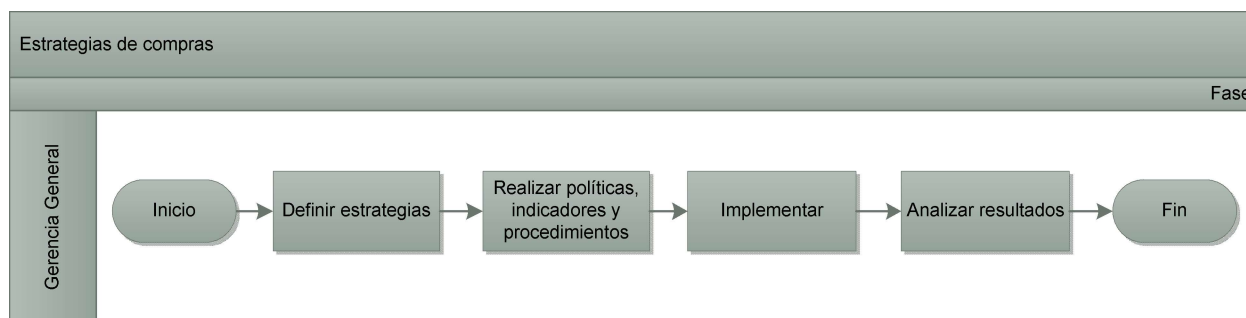 Estrategias de compras
Fase
Gerencia General
Inicio
Definir estrategias
Realizar políticas,
indicadores y
procedimientos
Implementar
Analizar resultados
Fin